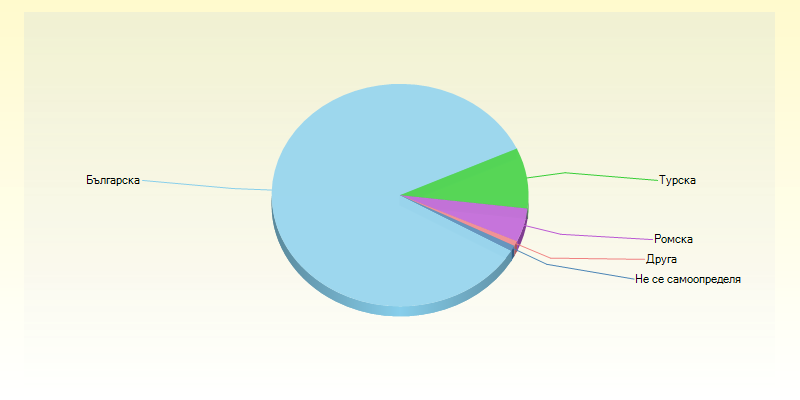 Българска
Турска
Ромска
Друга
Не се самоопределя